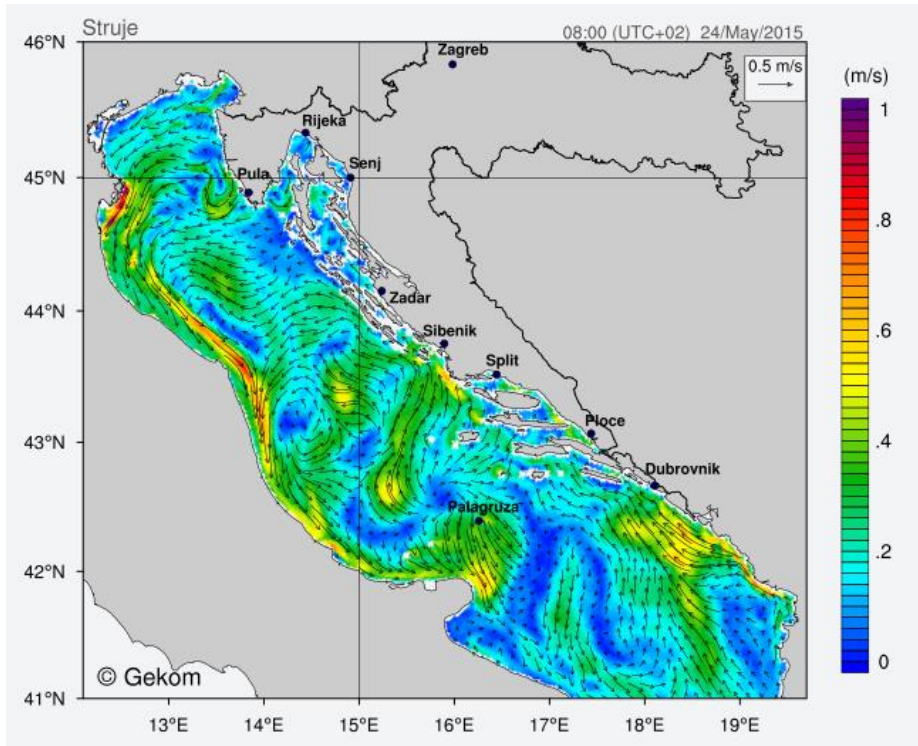 Struje
08:00 (UTC+02) 24/May/2015
46°N
45°N
44°N
43°N
42°N
41°N
Zagreb
0.5 m/s
Rijeka
Senj
Pula
Zadar
Sibenik
Split
Ploce
Dubrovnik
Palagruza
© Gekom
13°E 14°E 15°E 16°E 17°E 18°E 19°E
(m/s)
1
.8
.6
.4
.2
0